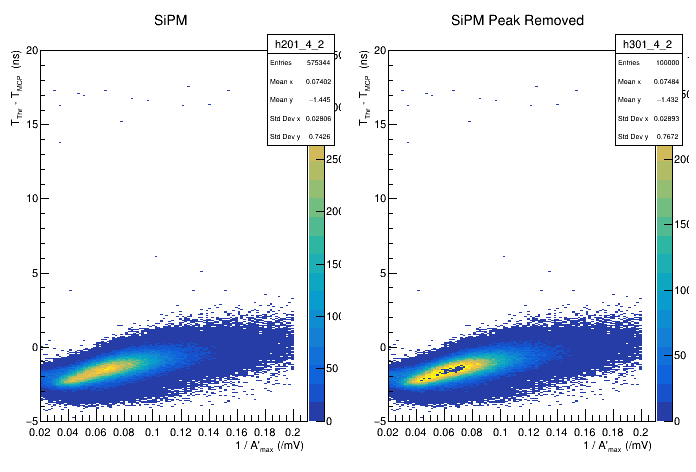 SiPM
h201_4_2
Entries 575344
Mean x 0.07402
Mean y −1.445
Std Dev x 0.02806
Std Dev y 0.7426
T_Thr - T_MCP (ns)
20
15
10
5
0
−5
0.02 0.04 0.06 0.08 0.1 0.12 0.14 0.16 0.18 0.2
1 / A'_max (/mV)
250
200
150
100
50
0
SiPM Peak Removed
h301_4_2
Entries 100000
Mean x 0.07484
Mean y −1.432
Std Dev x 0.02893
Std Dev y 0.7672
T_Thr - T_MCP (ns)
20
15
10
5
0
−5
0.02 0.04 0.06 0.08 0.1 0.12 0.14 0.16 0.18 0.2
1 / A'_max (/mV)
200
150
100
50
0